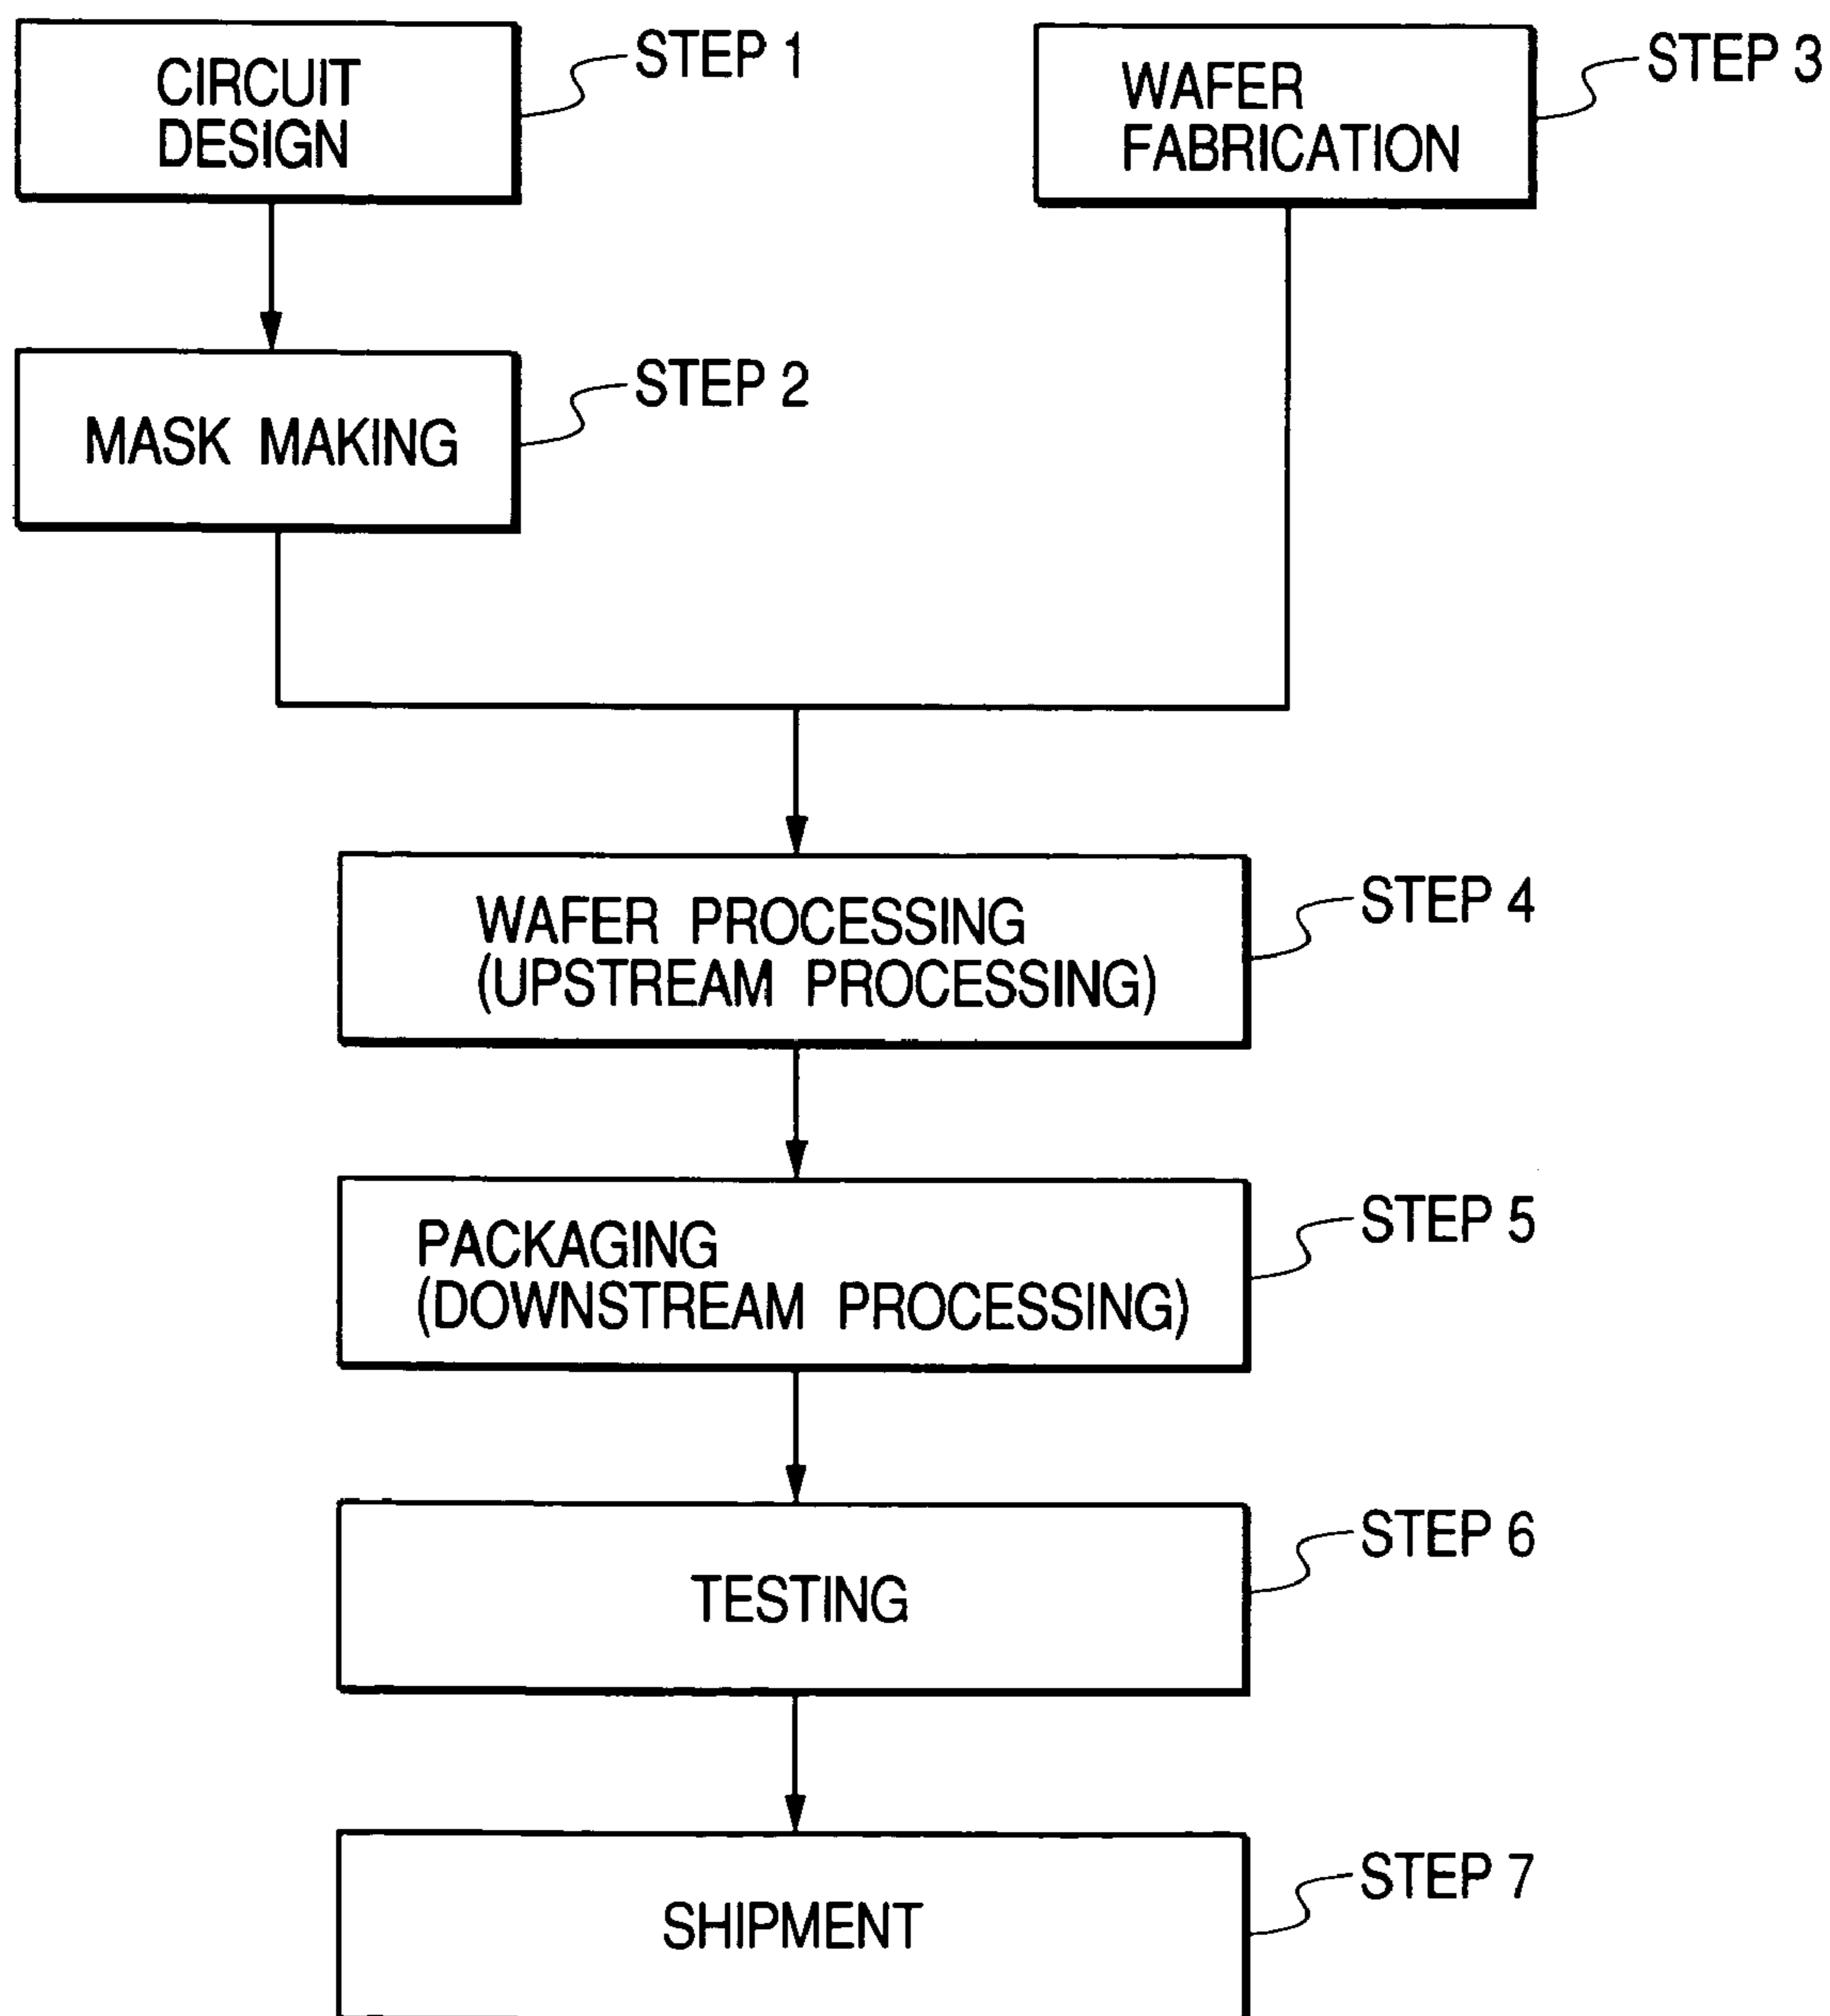 CIRCUIT
DESIGN
STEP 1
WAFER
FABRICATION
STEP 3
MASK MAKING
STEP 2
WAFER PROCESSING
(UPSTREAM PROCESSING)
STEP 4
PACKAGING
(DOWNSTREAM PROCESSING)
STEP 5
TESTING
STEP 6
SHIPMENT
STEP 7